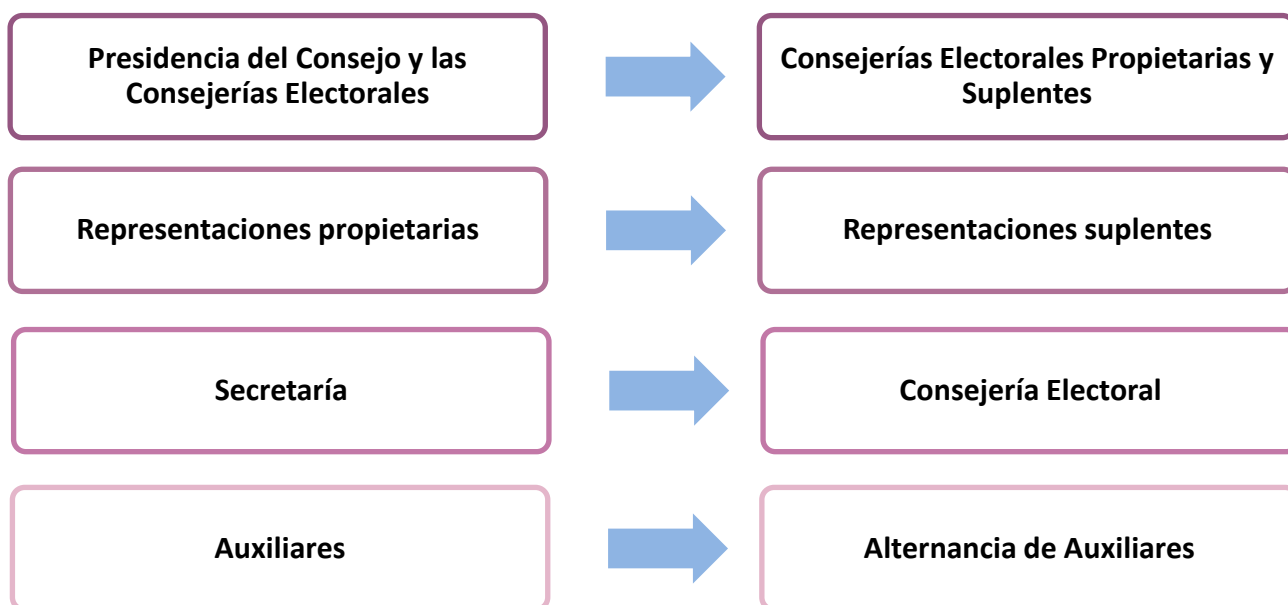 Presidencia del Consejo y las
Consejerías Electorales
Consejerías Electorales Propietarias y
Suplentes
Representaciones propietarias
Representaciones suplentes
Secretaría
Consejería Electoral
Auxiliares
Alternancia de Auxiliares